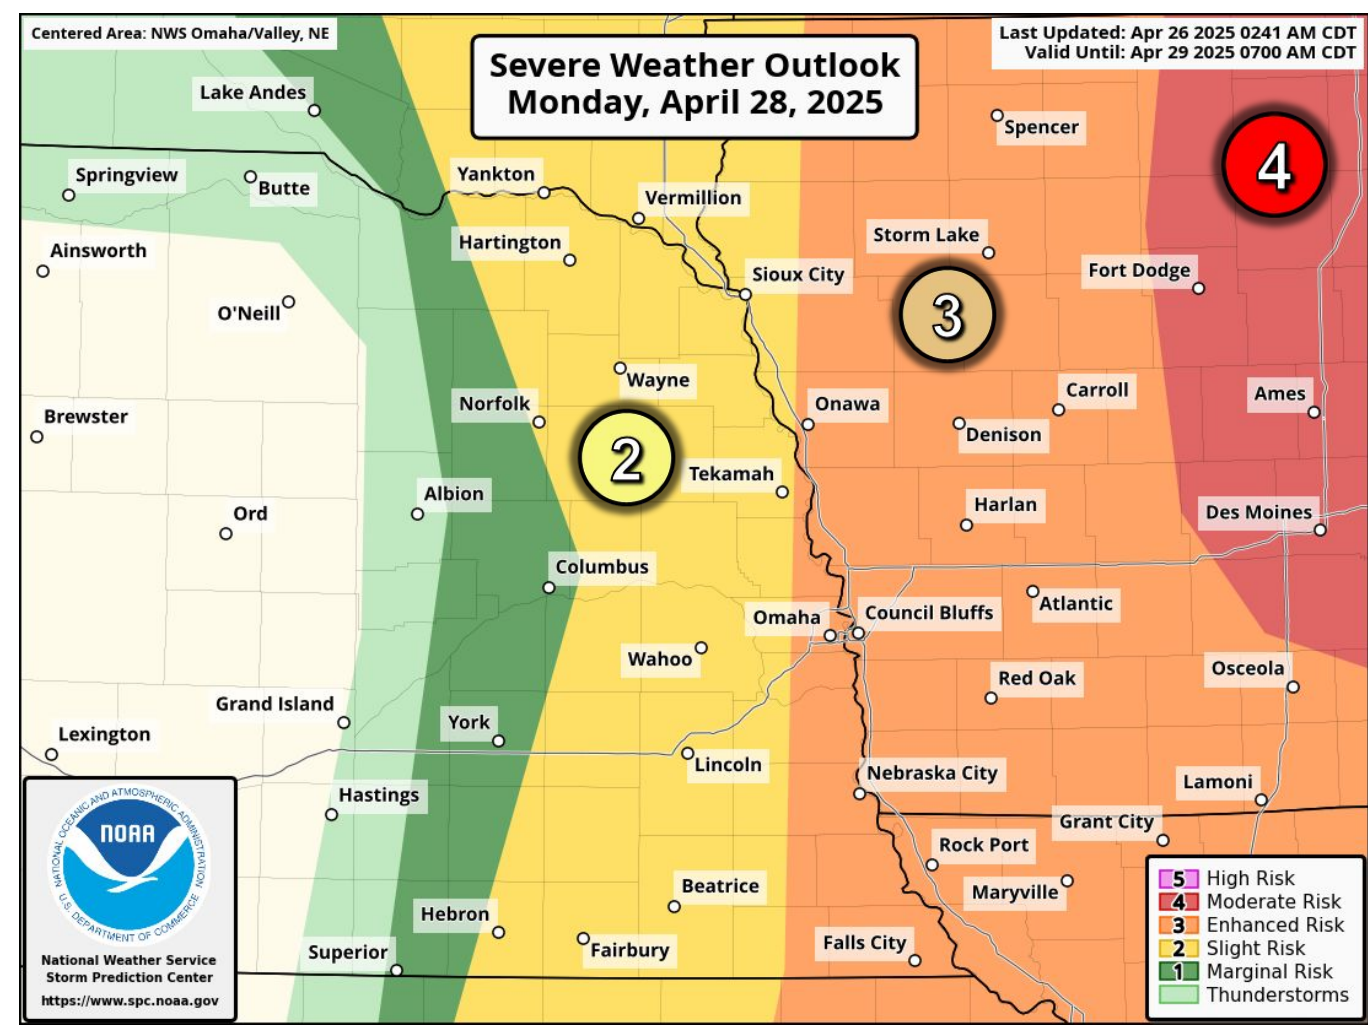 Centered Area: NWS Omaha/Valley, NE
Severe Weather Outlook
Monday, April 28, 2025
Last Updated: Apr 26 2025 0241 AM CDT
Valid Until: Apr 29 2025 0700 AM CDT
Lake Andes
Spencer
4
Springview
Butte
Yankton
Vermillion
Hartington
Storm Lake
Ainsworth
Sioux City
Fort Dodge
O'Neill
3
Wayne
Norfolk
Onawa
Carroll
Ames
Brewster
Denison
2
Tekamah
Albion
Harlan
Ord
Des Moines
Columbus
Atlantic
Omaha
Council Bluffs
Wahoo
Osceola
Red Oak
Grand Island
York
Lexington
Lincoln
Nebraska City
Lamoni
Hastings
Grant City
Rock Port
Maryville
Beatrice
Hebron
Fairbury
Falls City
Superior
NATIONAL OCEANIC AND ATMOSPHERIC ADMINISTRATION
NOAA
U.S. DEPARTMENT OF COMMERCE
National Weather Service
Storm Prediction Center
https://www.spc.noaa.gov
5 High Risk
4 Moderate Risk
3 Enhanced Risk
2 Slight Risk
1 Marginal Risk
Thunderstorms